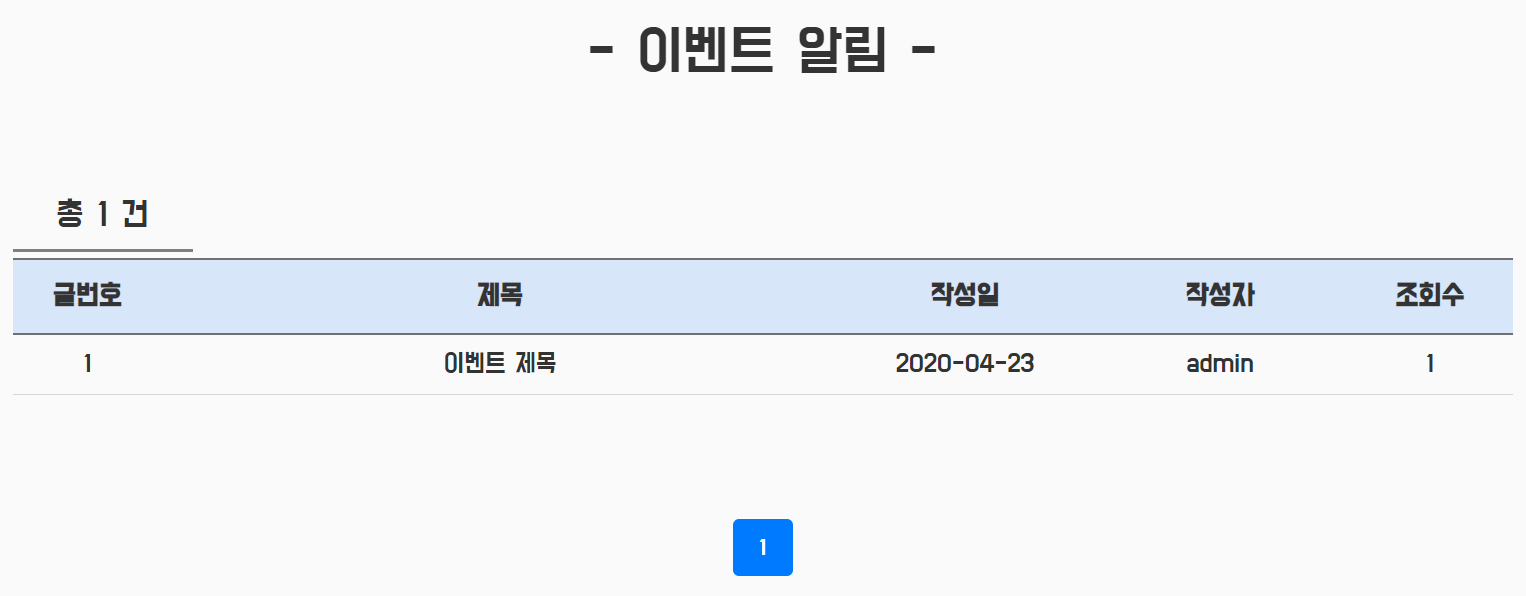 - 이벤트 알림 -
총 1 건
글번호 제목 작성일 작성자 조회수
1 이벤트 제목 2020-04-23 admin 1
1